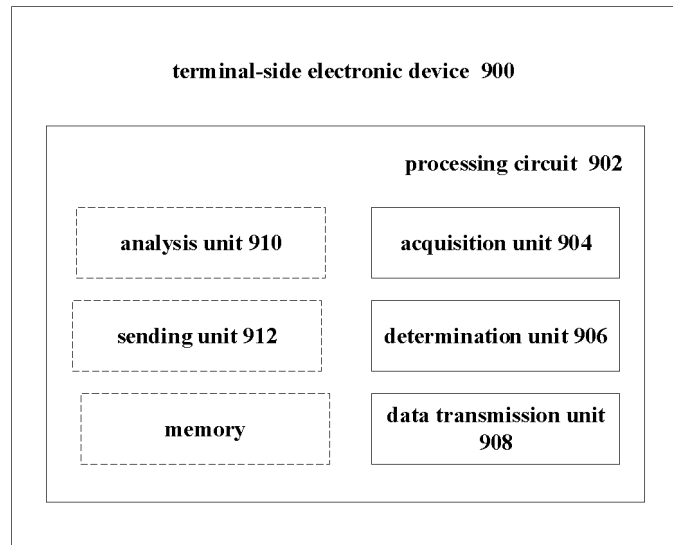 terminal-side electronic device 900
processing circuit 902
analysis unit 910
acquisition unit 904
sending unit 912
determination unit 906
memory
data transmission unit
908